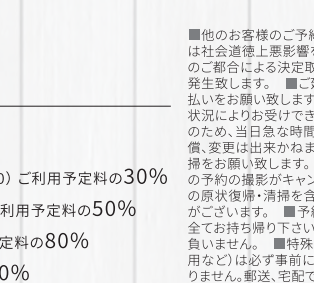 0）ご利用予定料の30%
利用予定料の50%
定料の80%
0%
■他のお客様のご予
は社会道徳上悪影響
のご都合による決定取
発生致します。 ■ご
払いをお願い致します
状況によりお受けでき
のため、当日急な時間
償、変更は出来かねま
掃をお願い致します。
の予約の撮影がキャン
の原状復帰・清掃を含
がございます。 ■予
全てお持ち帰り下さい
負いません。 ■特殊
用など）は必ず事前に
りません。郵送、宅配で